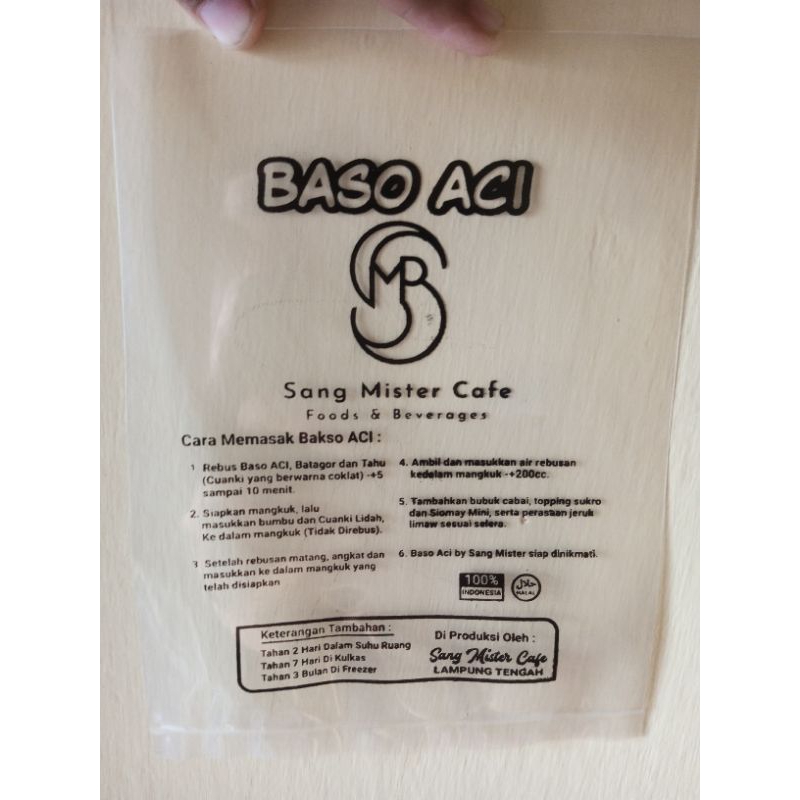 BASO ACI
SMR
Sang Mister Cafe
Foods & Beverages
Cara Memasak Bakso ACI :
1 Rebus Baso ACI, Batagor dan Tahu
(Cuanki yang berwarna coklat) -+5
sampai 10 menit
2. Siapkan mangkuk, lalu
masukkan bumbu dan Cuanki Lidah,
Ke dalam mangkuk (Tidak Direbus).
3 Setelah rebusan matang, angkat dan
masukkan ke dalam mangkuk yang
telah disiapkan
4. Ambil dan masukkan air rebusan
kedalam mangkuk -+200cc.
5. Tambahkan bubuk cabai, topping sukro
dan Siomay Mini, serta perasaan jeruk
limaw sesuai selera.
6. Baso Aci by Sang Mister siap dinikmati.
100%
INDONESIA
حلال
HALAL
Keterangan Tambahan :
Tahan 2 Hari Dalam Suhu Ruang
Tahan 7 Hari Di Kulkas
Tahan 3 Bulan Di Freezer
Di Produksi Oleh :
Sang Mister Cafe
LAMPUNG TENGAH